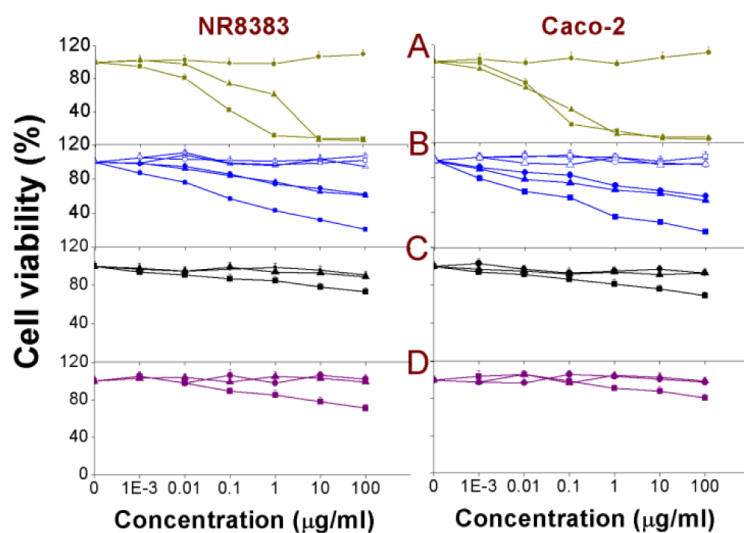 NR8383
Caco-2
Cell viability (%)
120
80
40
120
80
40
120
80
40
120
80
40
0
A
B
C
D
0 1E-3 0.01 0.1 1 10 100
0 1E-3 0.01 0.1 1 10 100
Concentration (μg/ml)
Concentration (μg/ml)